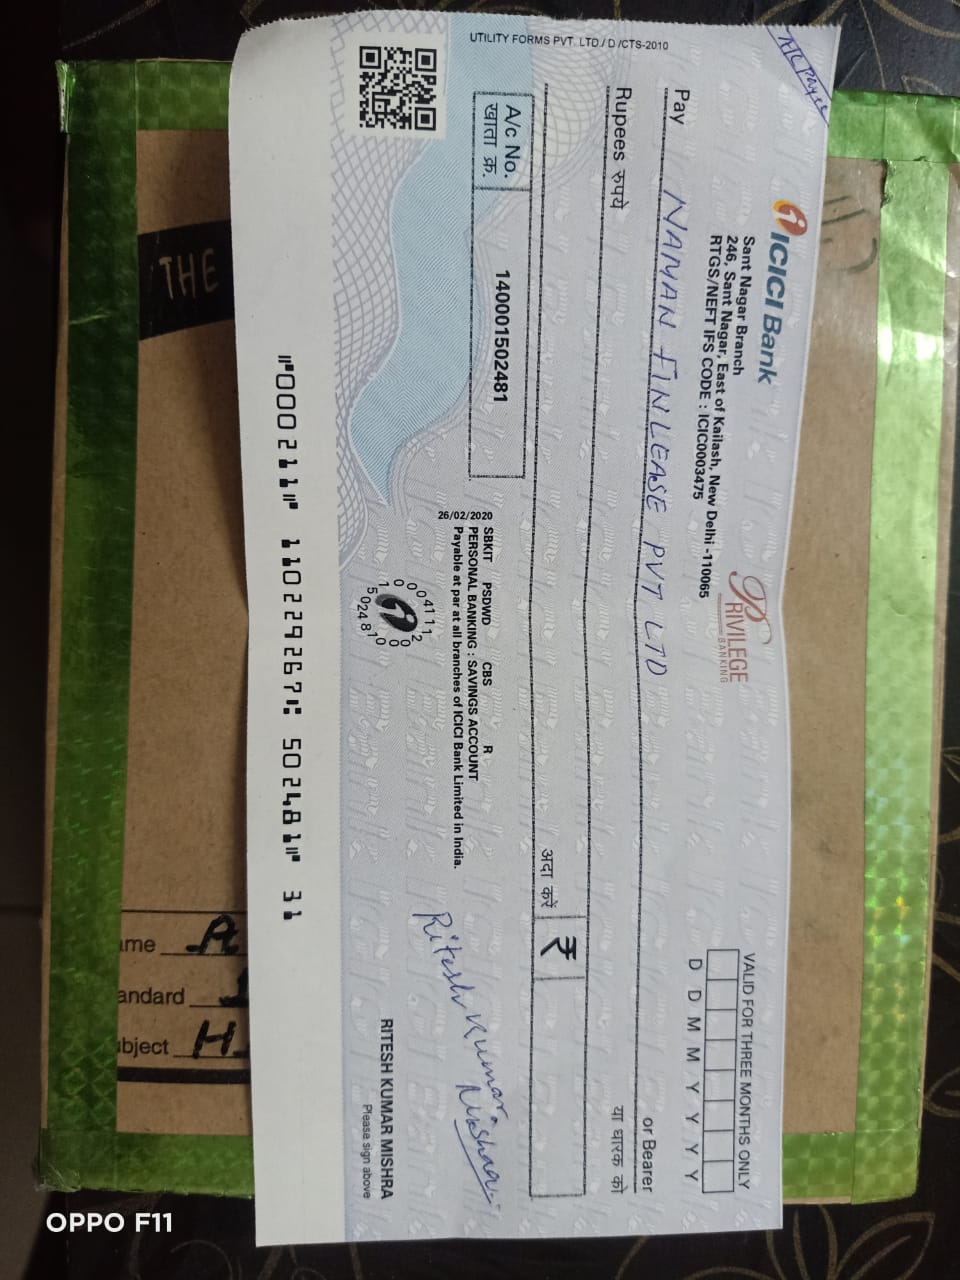 UTILITY FORMS PVT. LTD./ D /CTS-2010
A/C Payee
ICICI Bank
Sant Nagar Branch
246, Sant Nagar, East of Kailash, New Delhi -110065
RTGS/NEFT IFS CODE : ICIC0003475
PRIVILEGE
BANKING
VALID FOR THREE MONTHS ONLY
D D M M Y Y Y Y
Pay NAMAN FINLEASE PVT LTD
or Bearer
Rupees रुपये
या धारक को
अदा करें
₹
A/c No.
खाता क्र.
140001502481
SBKIT PSDWD CBS R
26/02/2020 PERSONAL BANKING : SAVINGS ACCOUNT
Payable at par at all branches of ICICI Bank Limited in India.
Ritesh Kumar
Mishra
RITESH KUMAR MISHRA
Please sign above
⑈000211⑈ 110229267⑆ 502481⑈ 31
THE
ame A
andard
bject H
OPPO F11